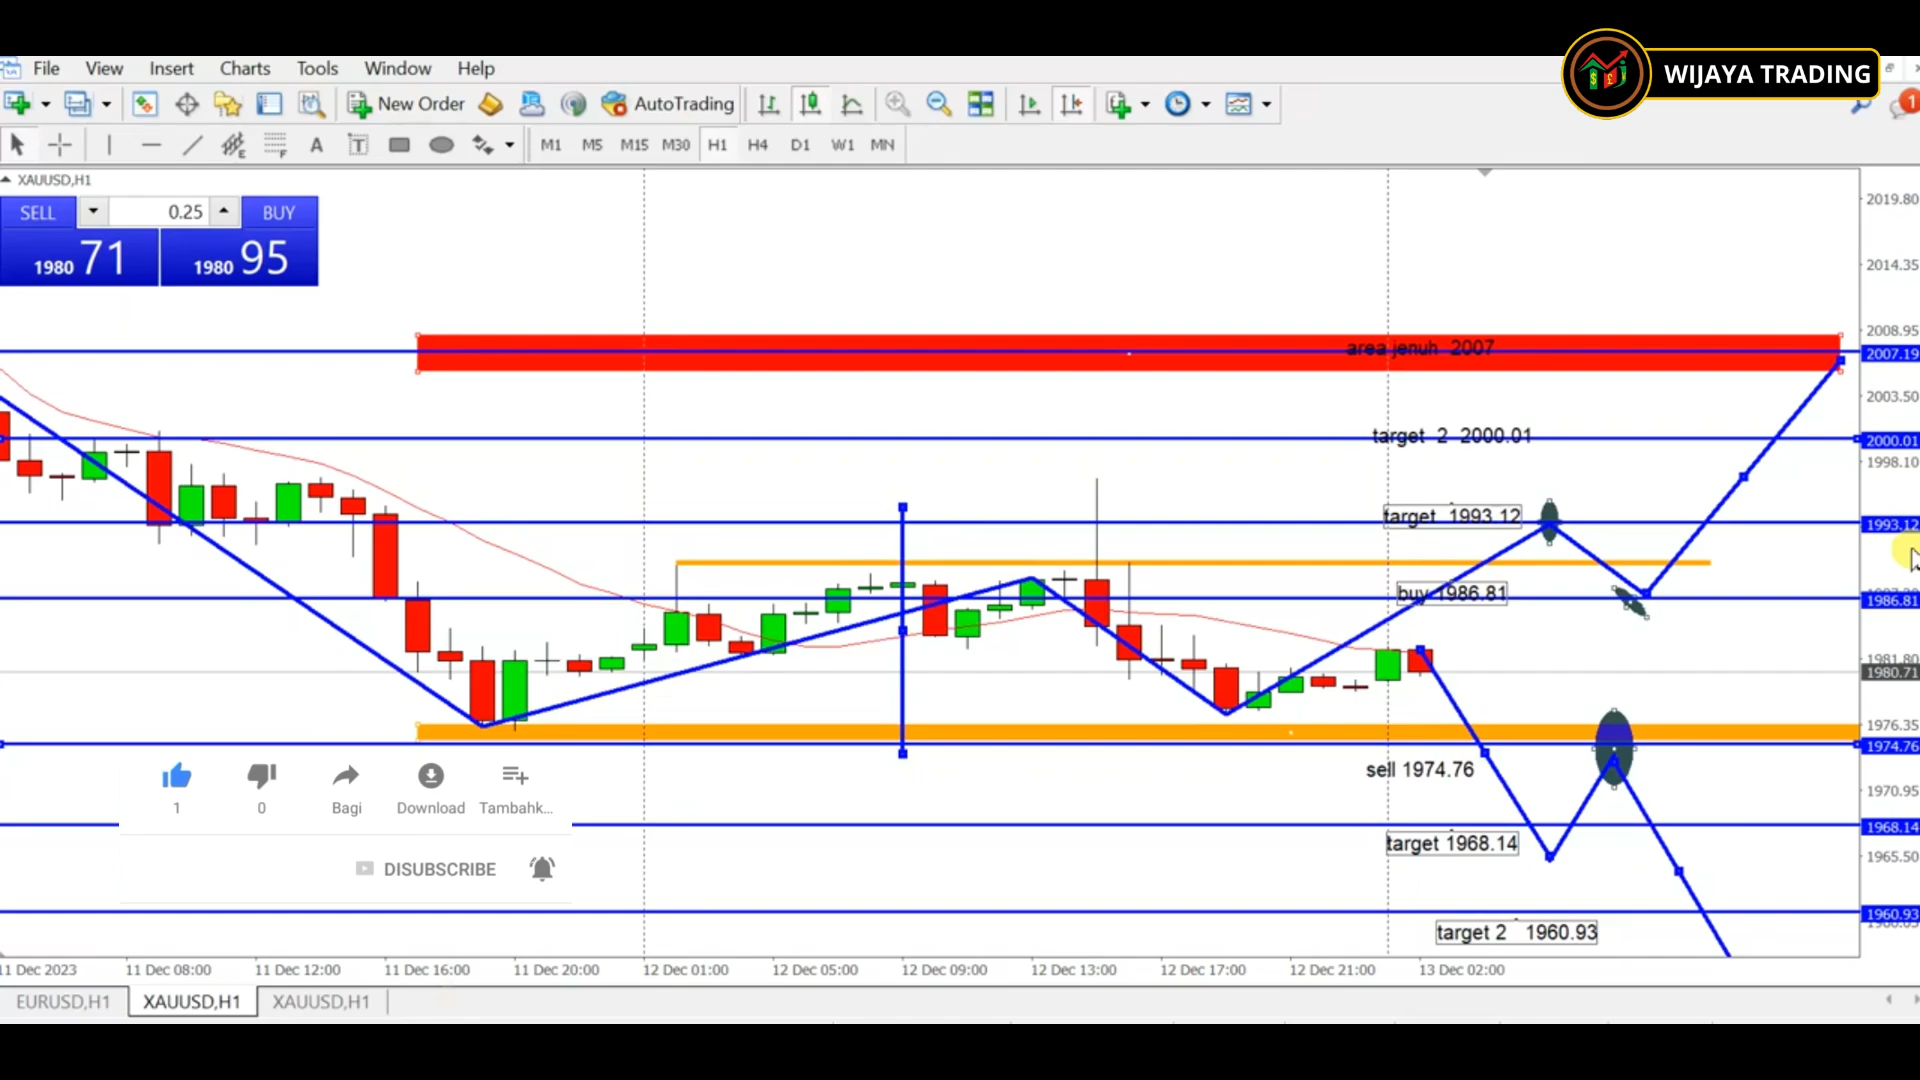 WIJAYA TRADING
File View Insert Charts Tools Window Help
1
New Order AutoTrading
A T E F
M1 M5 M15 M30 H1 H4 D1 W1 MN
XAUUSD,H1
SELL 0.25 BUY
1980 71 1980 95
2019.80
2014.35
2008.95
area jenuh 2007
2007.19
2003.50
target 2 2000.01
2000.01
1998.10
target 1993.12
1993.12
buy 1986.81
1986.81
1981.80
1980.71
1976.35
1974.76
sell 1974.76
1970.95
1 0 Bagi Download Tambahk...
1968.14
target 1968.14
1965.50
DISUBSCRIBE
1960.93
target 2 1960.93
11 Dec 2023 11 Dec 08:00 11 Dec 12:00 11 Dec 16:00 11 Dec 20:00 12 Dec 01:00 12 Dec 05:00 12 Dec 09:00 12 Dec 13:00 12 Dec 17:00 12 Dec 21:00 13 Dec 02:00
EURUSD,H1 XAUUSD,H1 XAUUSD,H1